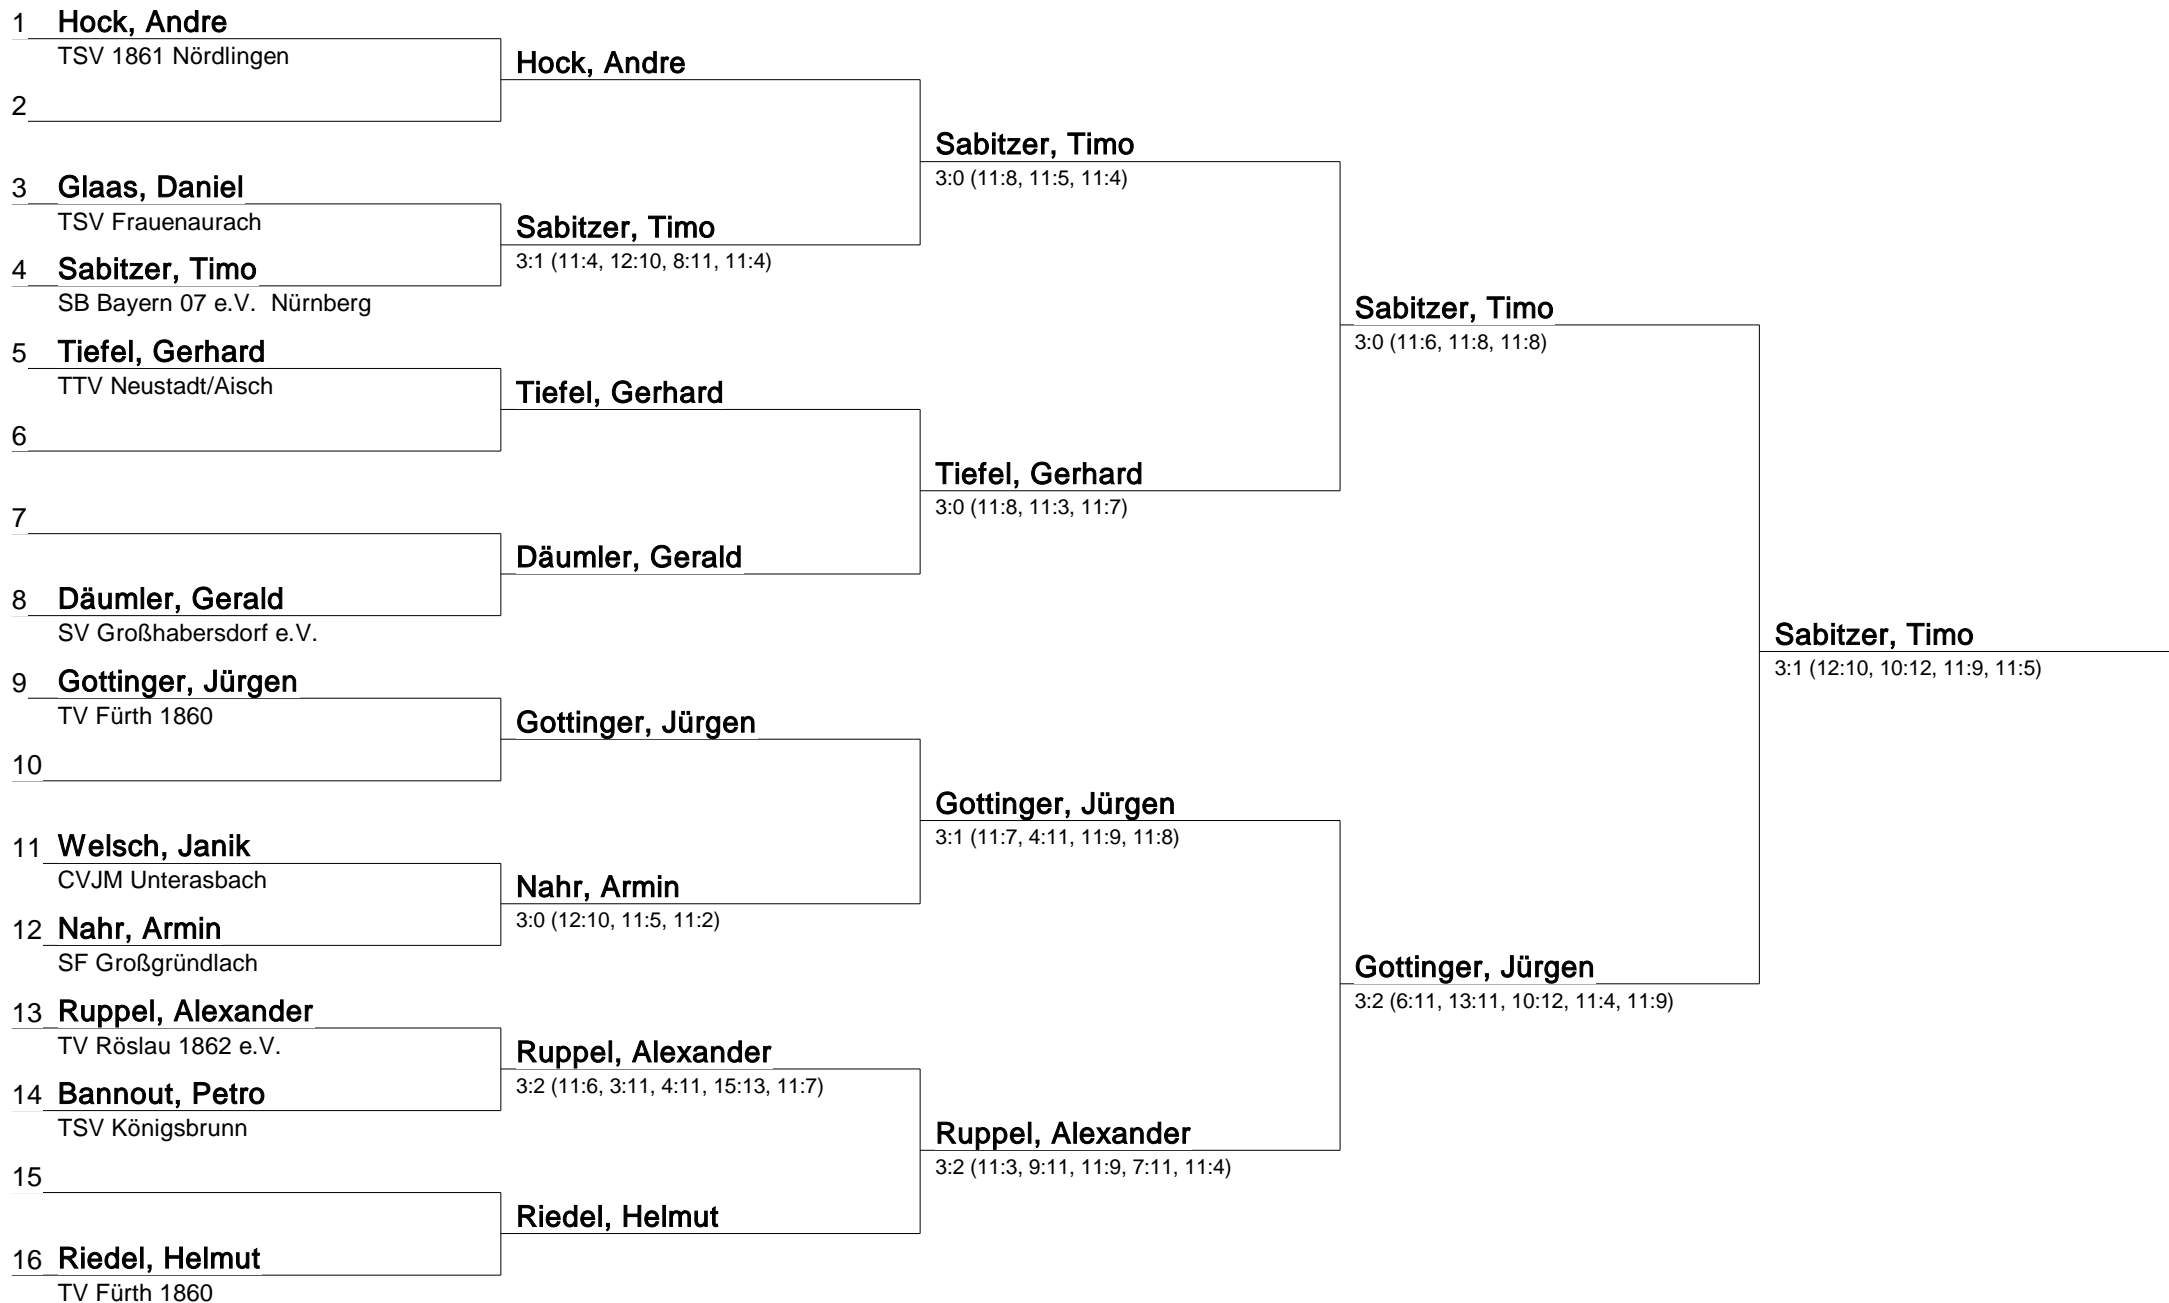 1 Hock, Andre
TSV 1861 Nördlingen
Hock, Andre
2
Sabitzer, Timo
3:0 (11:8, 11:5, 11:4)
3 Glaas, Daniel
TSV Frauenaurach
Sabitzer, Timo
3:1 (11:4, 12:10, 8:11, 11:4)
4 Sabitzer, Timo
SB Bayern 07 e.V.  Nürnberg
Sabitzer, Timo
3:0 (11:6, 11:8, 11:8)
5 Tiefel, Gerhard
TTV Neustadt/Aisch
Tiefel, Gerhard
6
Tiefel, Gerhard
3:0 (11:8, 11:3, 11:7)
7
Däumler, Gerald
8 Däumler, Gerald
SV Großhabersdorf e.V.
Sabitzer, Timo
3:1 (12:10, 10:12, 11:9, 11:5)
9 Gottinger, Jürgen
TV Fürth 1860
Gottinger, Jürgen
10
Gottinger, Jürgen
3:1 (11:7, 4:11, 11:9, 11:8)
11 Welsch, Janik
CVJM Unterasbach
Nahr, Armin
3:0 (12:10, 11:5, 11:2)
12 Nahr, Armin
SF Großgründlach
Gottinger, Jürgen
3:2 (6:11, 13:11, 10:12, 11:4, 11:9)
13 Ruppel, Alexander
TV Röslau 1862 e.V.
Ruppel, Alexander
3:2 (11:6, 3:11, 4:11, 15:13, 11:7)
14 Bannout, Petro
TSV Königsbrunn
Ruppel, Alexander
3:2 (11:3, 9:11, 11:9, 7:11, 11:4)
15
Riedel, Helmut
16 Riedel, Helmut
TV Fürth 1860